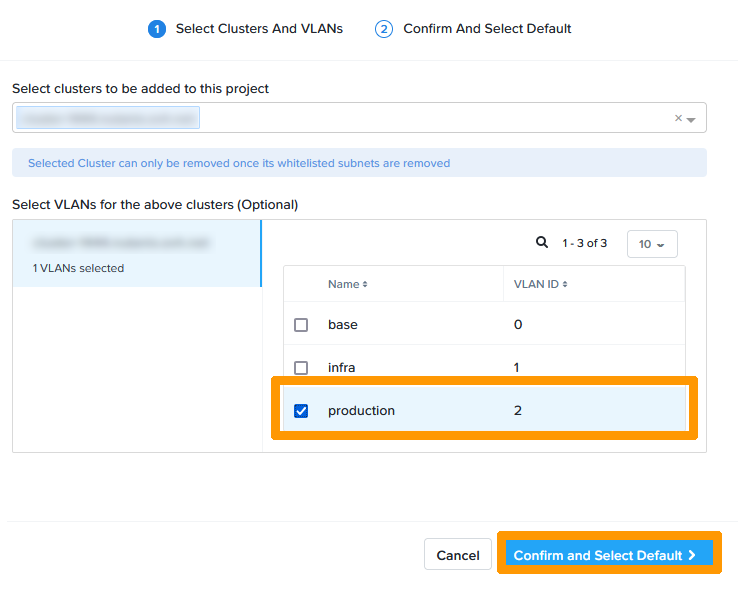 1 Select Clusters And VLANs 2 Confirm And Select Default
Select clusters to be added to this project
Selected Cluster can only be removed once its whitelisted subnets are removed
Select VLANs for the above clusters (Optional)
1 VLANs selected
1 - 3 of 3 10
Name VLAN ID
base 0
infra 1
production 2
Cancel Confirm and Select Default